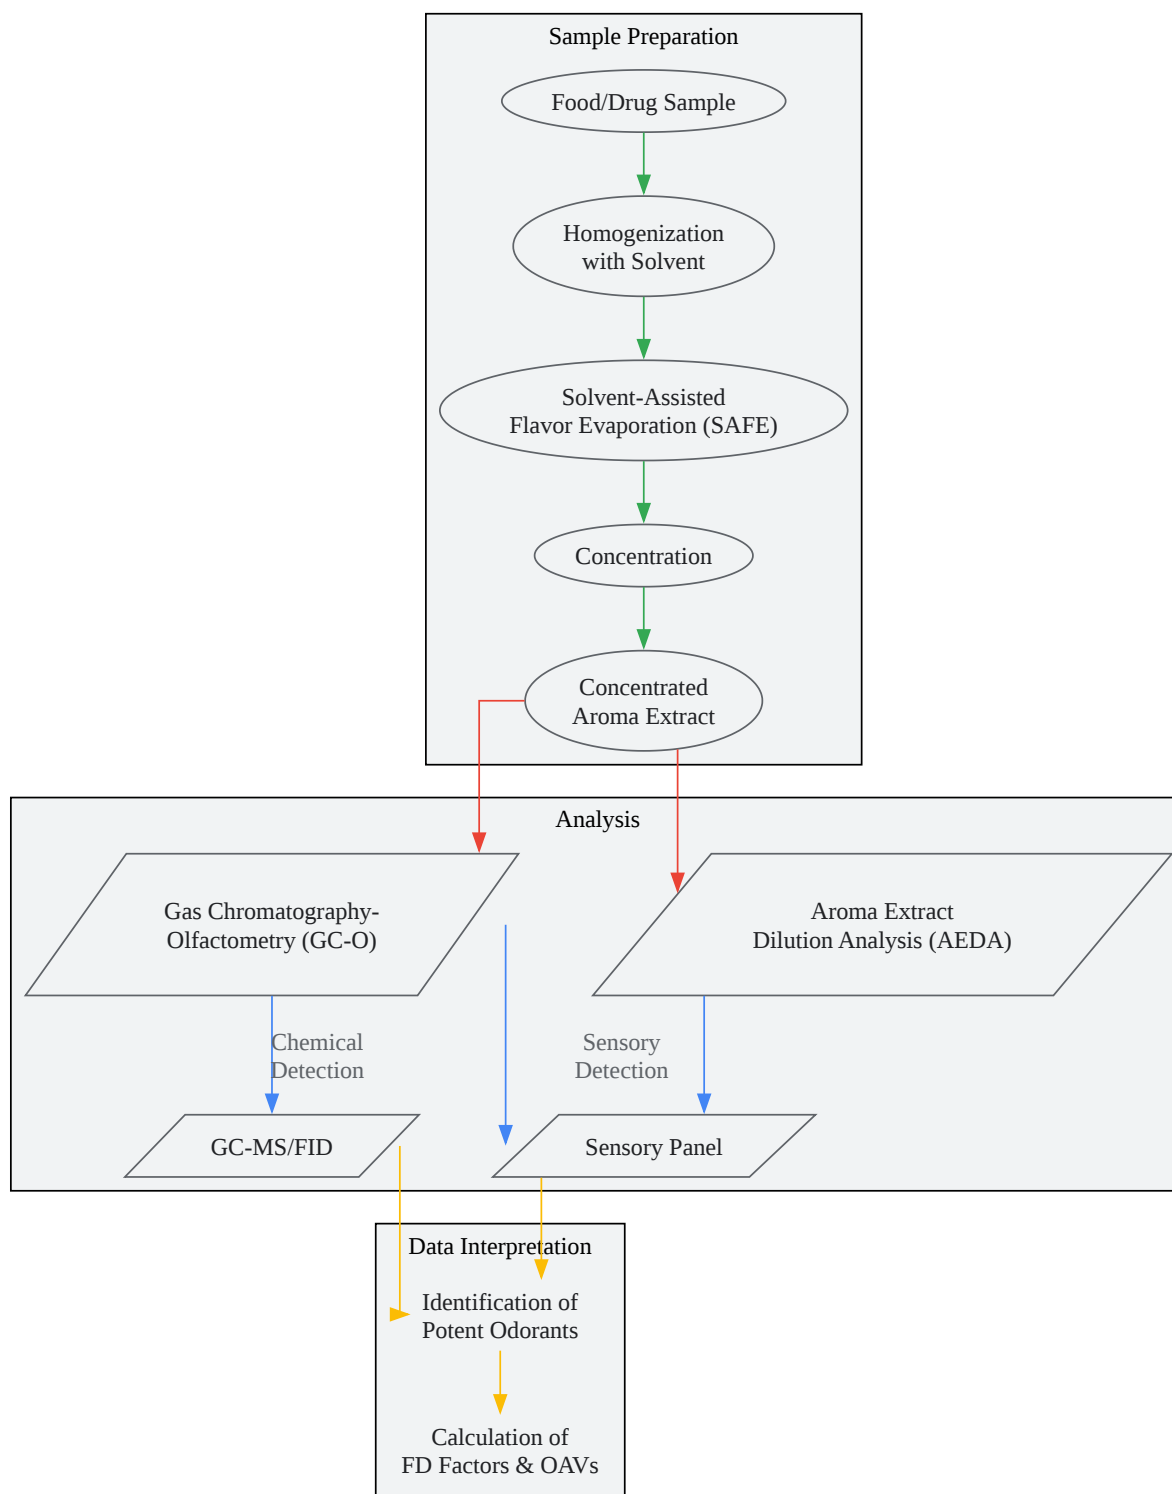 Sample Preparation
Food/Drug Sample
Homogenization
with Solvent
Solvent-Assisted
Flavor Evaporation (SAFE)
Concentration
Concentrated
Aroma Extract
Analysis
Gas Chromatography-
Olfactometry (GC-O)
Aroma Extract
Dilution Analysis (AEDA)
Chemical
Detection
Sensory
Detection
GC-MS/FID
Sensory Panel
Data Interpretation
Identification of
Potent Odorants
Calculation of
FD Factors & OAVs